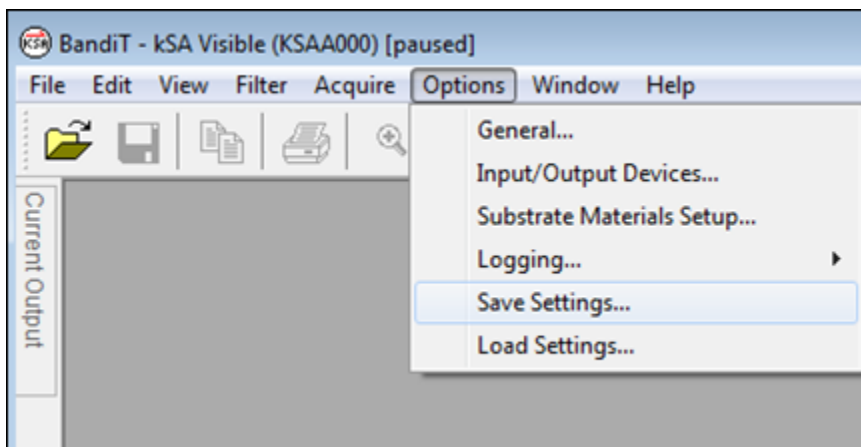 KSA BandiT - kSA Visible (KSAA000) [paused]
File Edit View Filter Acquire Options Window Help
General...
Input/Output Devices...
Substrate Materials Setup...
Logging...
Save Settings...
Load Settings...
Current Output